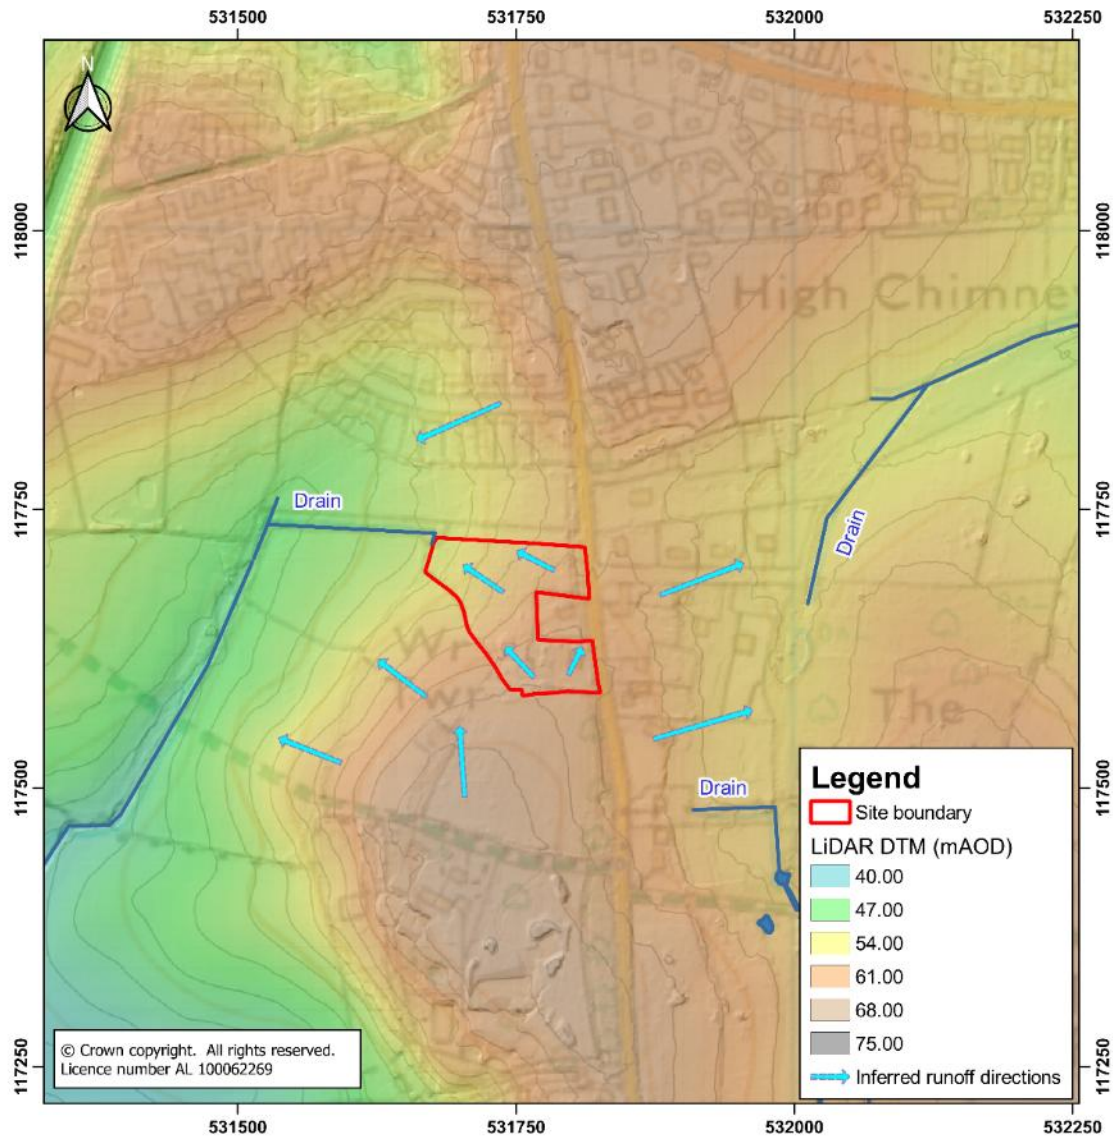 531500 531750 532000 532250
N
118000 118000
High Chimne
117750 117750
Drain
Drain
The
117500 117500
Drain
Legend
Site boundary
LiDAR DTM (mAOD)
40.00
47.00
54.00
61.00
68.00
75.00
Inferred runoff directions
© Crown copyright. All rights reserved.
Licence number AL 100062269
117250 117250
531500 531750 532000 532250